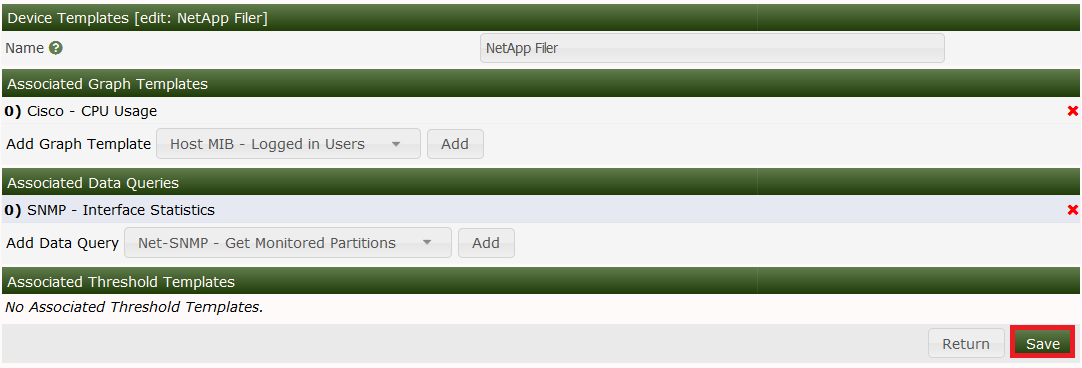 Device Templates [edit: NetApp Filer]
Name NetApp Filer
Associated Graph Templates
0) Cisco - CPU Usage
Add Graph Template Host MIB - Logged in Users Add
Associated Data Queries
0) SNMP - Interface Statistics
Add Data Query Net-SNMP - Get Monitored Partitions Add
Associated Threshold Templates
No Associated Threshold Templates.
Return Save